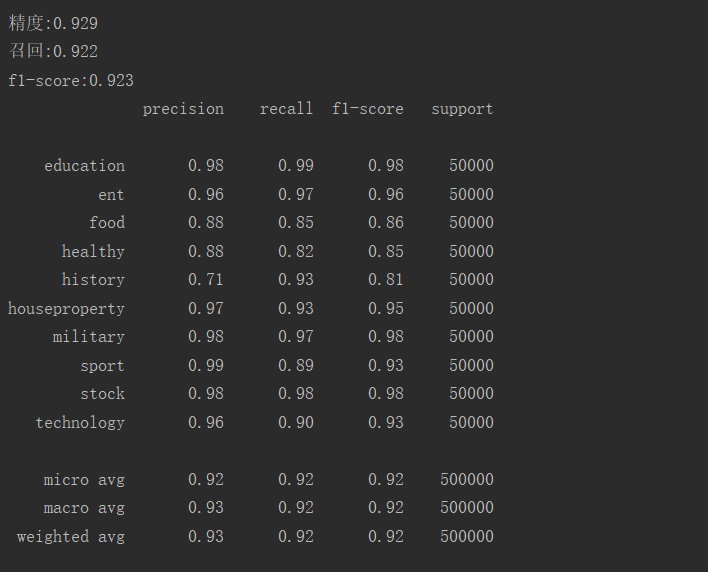 精度:0.929
召回:0.922
f1-score:0.923
precision recall f1-score support
education 0.98 0.99 0.98 50000
ent 0.96 0.97 0.96 50000
food 0.88 0.85 0.86 50000
healthy 0.88 0.82 0.85 50000
history 0.71 0.93 0.81 50000
houseproperty 0.97 0.93 0.95 50000
military 0.98 0.97 0.98 50000
sport 0.99 0.89 0.93 50000
stock 0.98 0.98 0.98 50000
technology 0.96 0.90 0.93 50000
micro avg 0.92 0.92 0.92 500000
macro avg 0.93 0.92 0.92 500000
weighted avg 0.93 0.92 0.92 500000